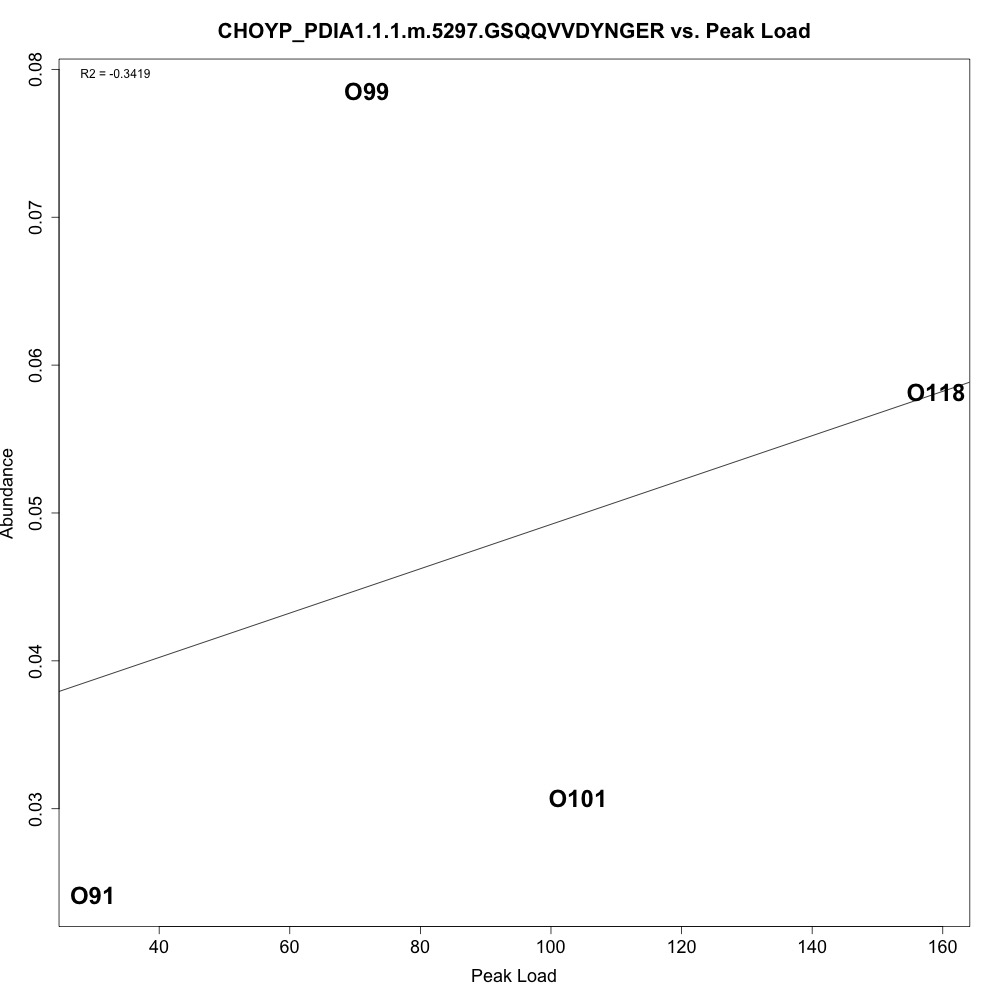 CHOYP_PDIA1.1.1.m.5297.GSQQVVDYNGER vs. Peak Load
R2 = -0.3419
0.08
0.07
0.06
0.05
0.04
0.03
Abundance
O99
O118
O101
O91
40 60 80 100 120 140 160
Peak Load